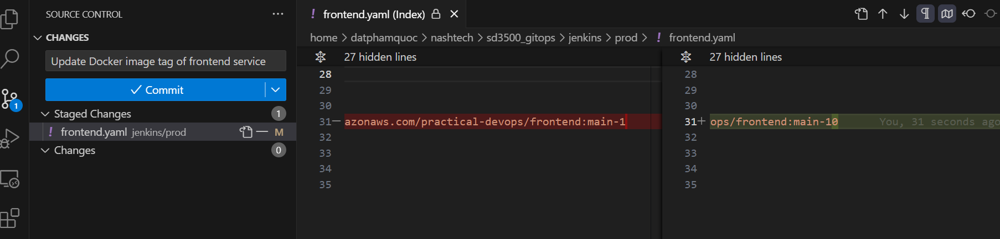 SOURCE CONTROL
CHANGES
Update Docker image tag of frontend service
Commit
Staged Changes 1
! frontend.yaml jenkins/prod M
Changes 0
1
! frontend.yaml (Index)
home > datphamquoc > nashtech > sd3500_gitops > jenkins > prod > ! frontend.yaml
27 hidden lines
28
29
30
31— azonaws.com/practical-devops/frontend:main-1
32
33
34
35
27 hidden lines
28
29
30
31+ ops/frontend:main-10 You, 31 seconds ago
32
33
34
35